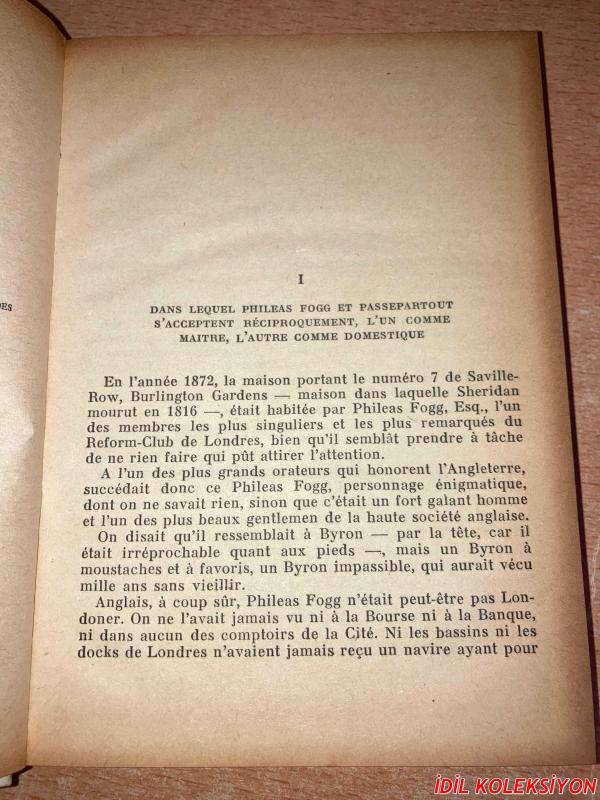 I
DANS LEQUEL PHILEAS FOGG ET PASSEPARTOUT
S'ACCEPTENT RÉCIPROQUEMENT, L'UN COMME
MAITRE, L'AUTRE COMME DOMESTIQUE
En l'année 1872, la maison portant le numéro 7 de Saville-
Row, Burlington Gardens — maison dans laquelle Sheridan
mourut en 1816 —, était habitée par Phileas Fogg, Esq., l'un
des membres les plus singuliers et les plus remarqués du
Reform-Club de Londres, bien qu'il semblât prendre à tâche
de ne rien faire qui pût attirer l'attention.
A l'un des plus grands orateurs qui honorent l'Angleterre,
succédait donc ce Phileas Fogg, personnage énigmatique,
dont on ne savait rien, sinon que c'était un fort galant homme
et l'un des plus beaux gentlemen de la haute société anglaise.
On disait qu'il ressemblait à Byron — par la tête, car il
était irréprochable quant aux pieds —, mais un Byron à
moustaches et à favoris, un Byron impassible, qui aurait vécu
mille ans sans vieillir.
Anglais, à coup sûr, Phileas Fogg n'était peut-être pas Lon-
doner. On ne l'avait jamais vu ni à la Bourse ni à la Banque,
ni dans aucun des comptoirs de la Cité. Ni les bassins ni les
docks de Londres n'avaient jamais reçu un navire ayant pour
İDİL KOLEKSİYON